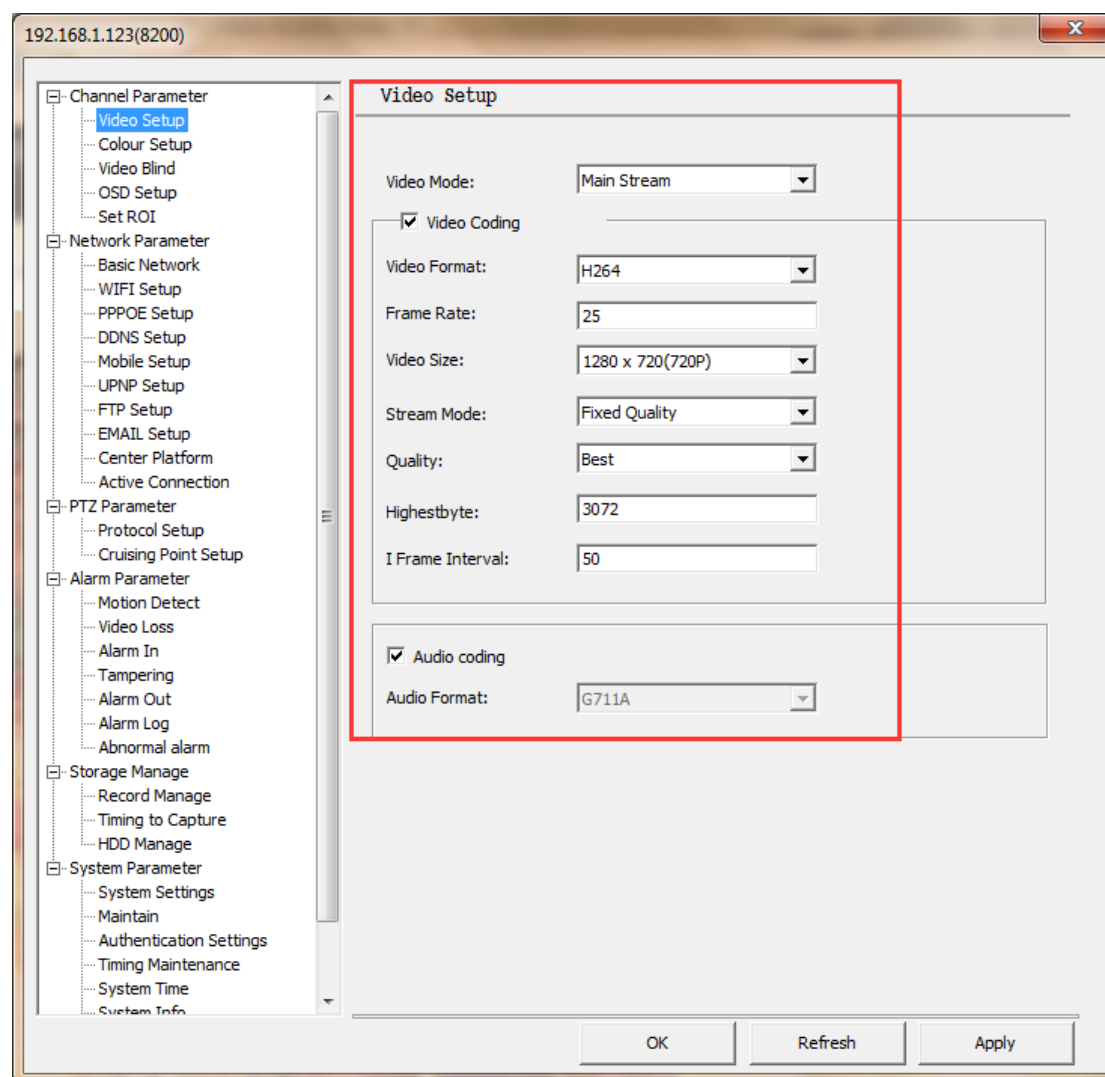 192.168.1.123(8200)
Channel Parameter
Video Setup
Colour Setup
Video Blind
OSD Setup
Set ROI
Network Parameter
Basic Network
WIFI Setup
PPPOE Setup
DDNS Setup
Mobile Setup
UPNP Setup
FTP Setup
EMAIL Setup
Center Platform
Active Connection
PTZ Parameter
Protocol Setup
Cruising Point Setup
Alarm Parameter
Motion Detect
Video Loss
Alarm In
Tampering
Alarm Out
Alarm Log
Abnormal alarm
Storage Manage
Record Manage
Timing to Capture
HDD Manage
System Parameter
System Settings
Maintain
Authentication Settings
Timing Maintenance
System Time
System Info
Video Setup
Video Mode: Main Stream
Video Coding
Video Format: H264
Frame Rate: 25
Video Size: 1280 x 720(720P)
Stream Mode: Fixed Quality
Quality: Best
Highestbyte: 3072
I Frame Interval: 50
Audio coding
Audio Format: G711A
OK Refresh Apply